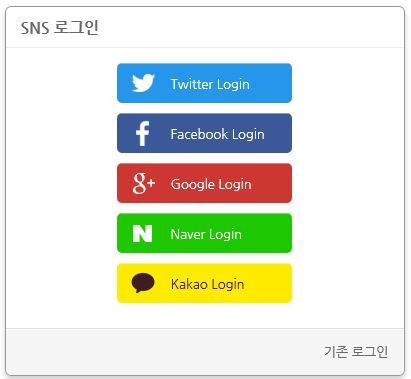 SNS 로그인
Twitter Login
Facebook Login
Google Login
Naver Login
Kakao Login
기존 로그인